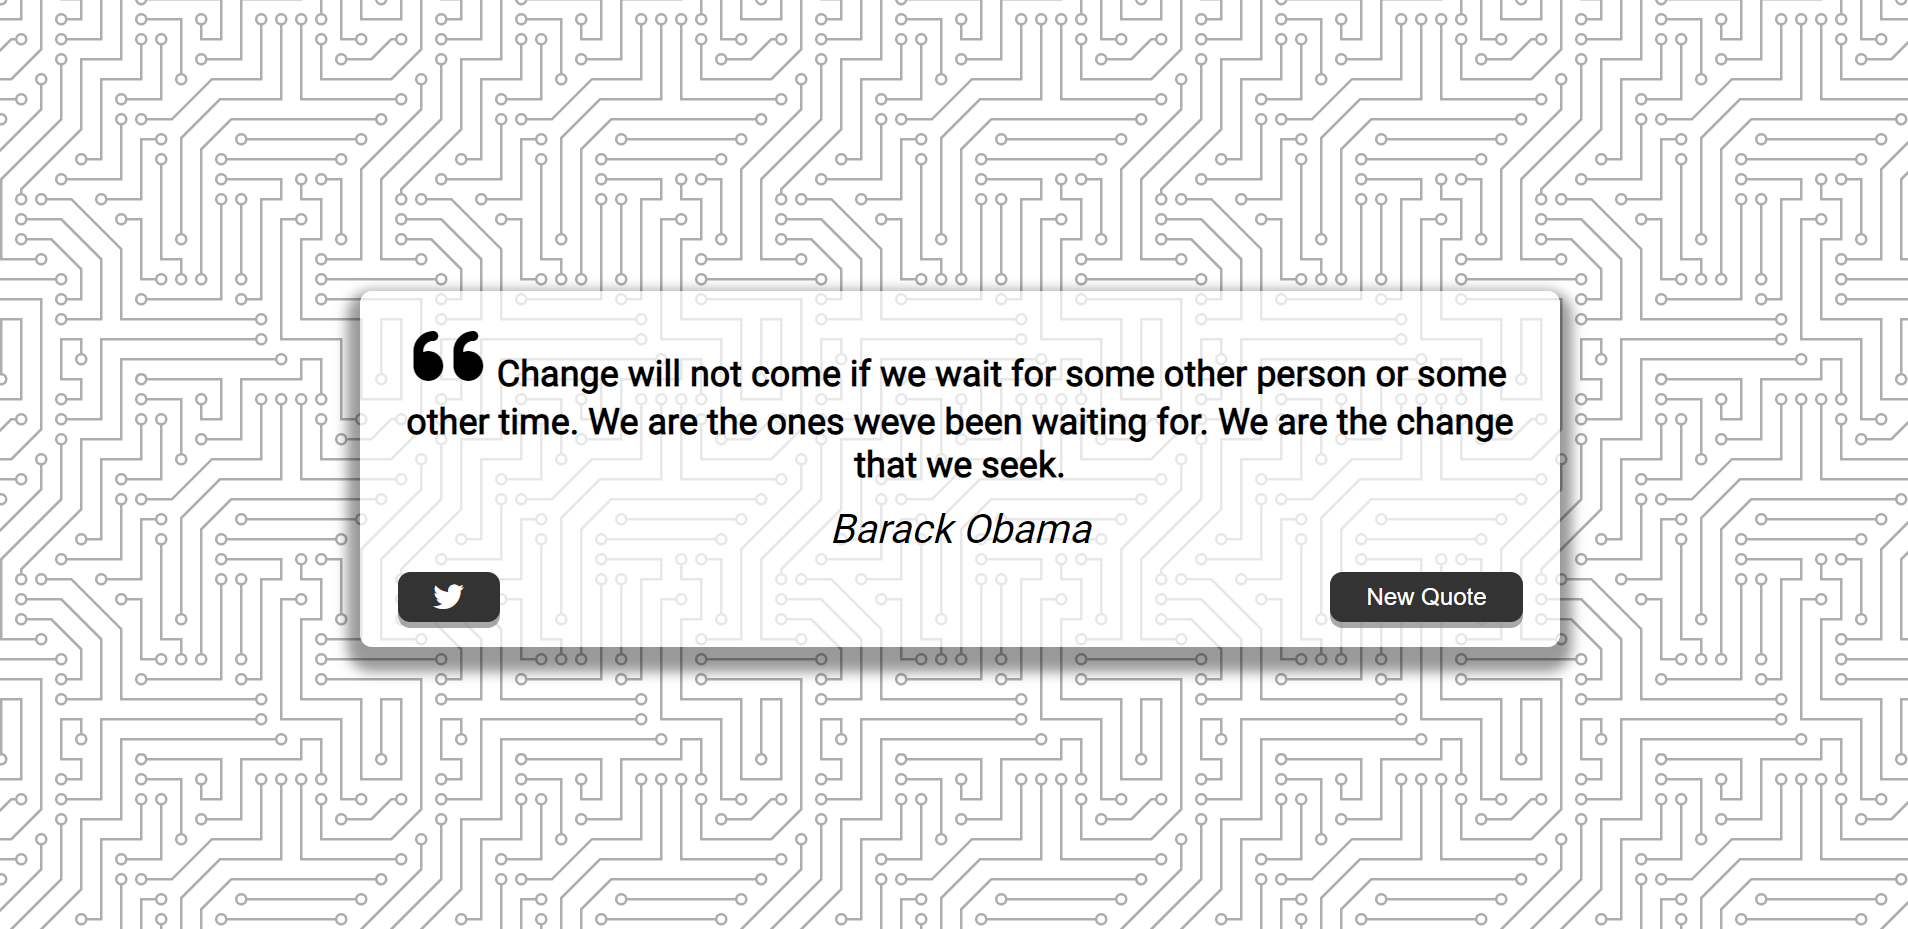 Change will not come if we wait for some other person or some
other time. We are the ones weve been waiting for. We are the change
that we seek.
Barack Obama
New Quote